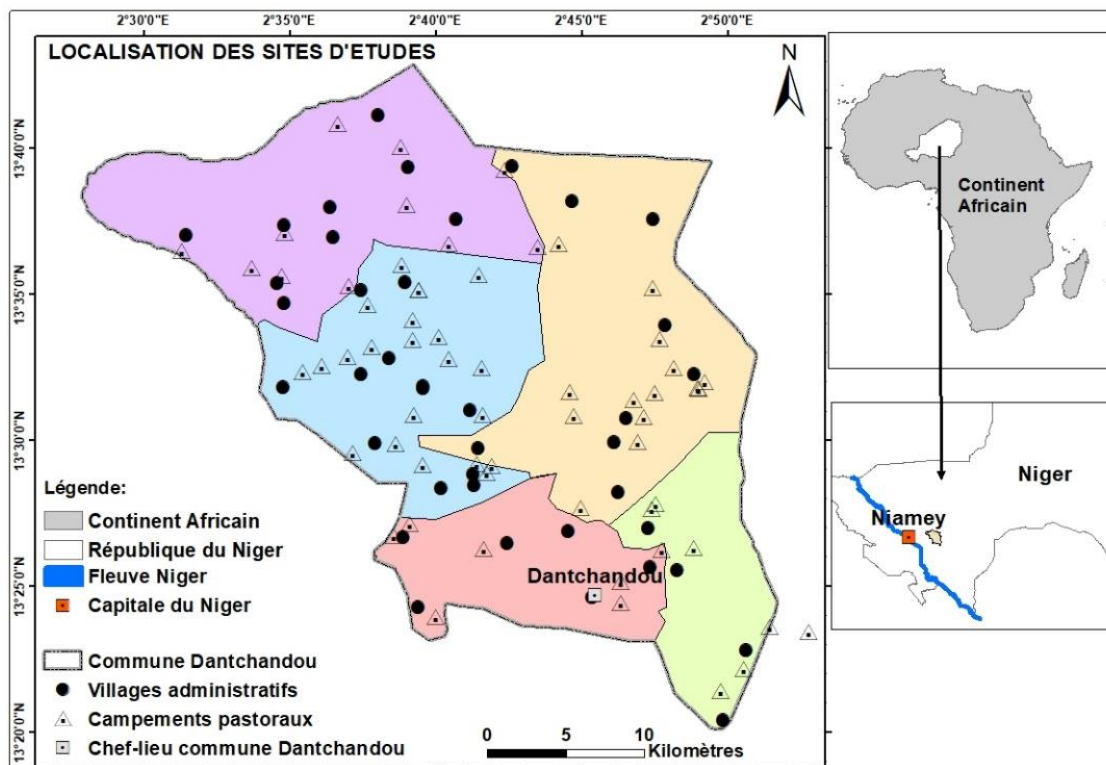 2°30'0"E 2°35'0"E 2°40'0"E 2°45'0"E 2°50'0"E
LOCALISATION DES SITES D'ETUDES
N
13°40'0"N
13°35'0"N
13°30'0"N
13°25'0"N
13°20'0"N
Dantchandou
Légende:
Continent Africain
République du Niger
Fleuve Niger
Capitale du Niger
Commune Dantchandou
Villages administratifs
Campements pastoraux
Chef-lieu commune Dantchandou
0 5 10
Kilomètres
Continent
Africain
Niger
Niamey